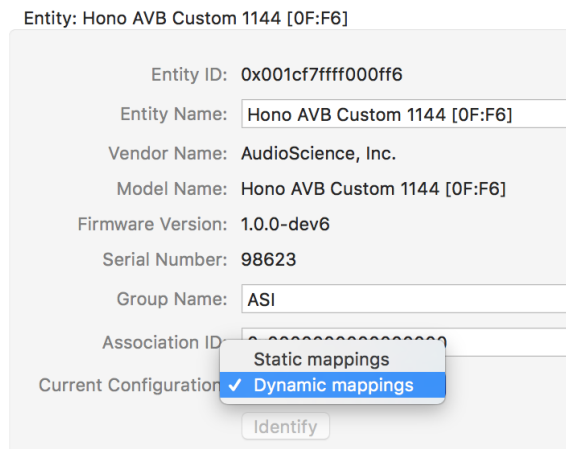 Entity: Hono AVB Custom 1144 [0F:F6]
Entity ID: 0x001cf7ffff000ff6
Entity Name: Hono AVB Custom 1144 [0F:F6]
Vendor Name: AudioScience, Inc.
Model Name: Hono AVB Custom 1144 [0F:F6]
Firmware Version: 1.0.0-dev6
Serial Number: 98623
Group Name: ASI
Association ID:
Static mappings
Current Configuration ✓ Dynamic mappings
Identify